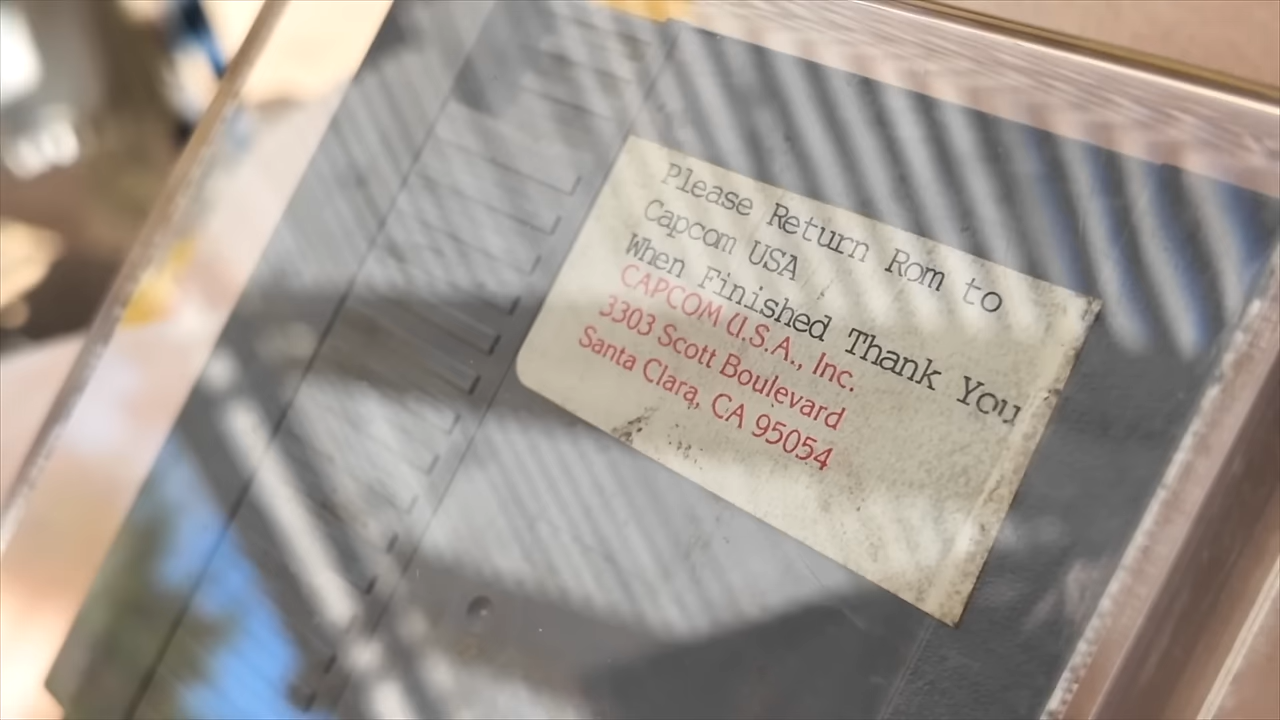 Please Return Rom to
Capcom USA
When Finished Thank You
CAPCOM U.S.A., Inc.
3303 Scott Boulevard
Santa Clara, CA 95054